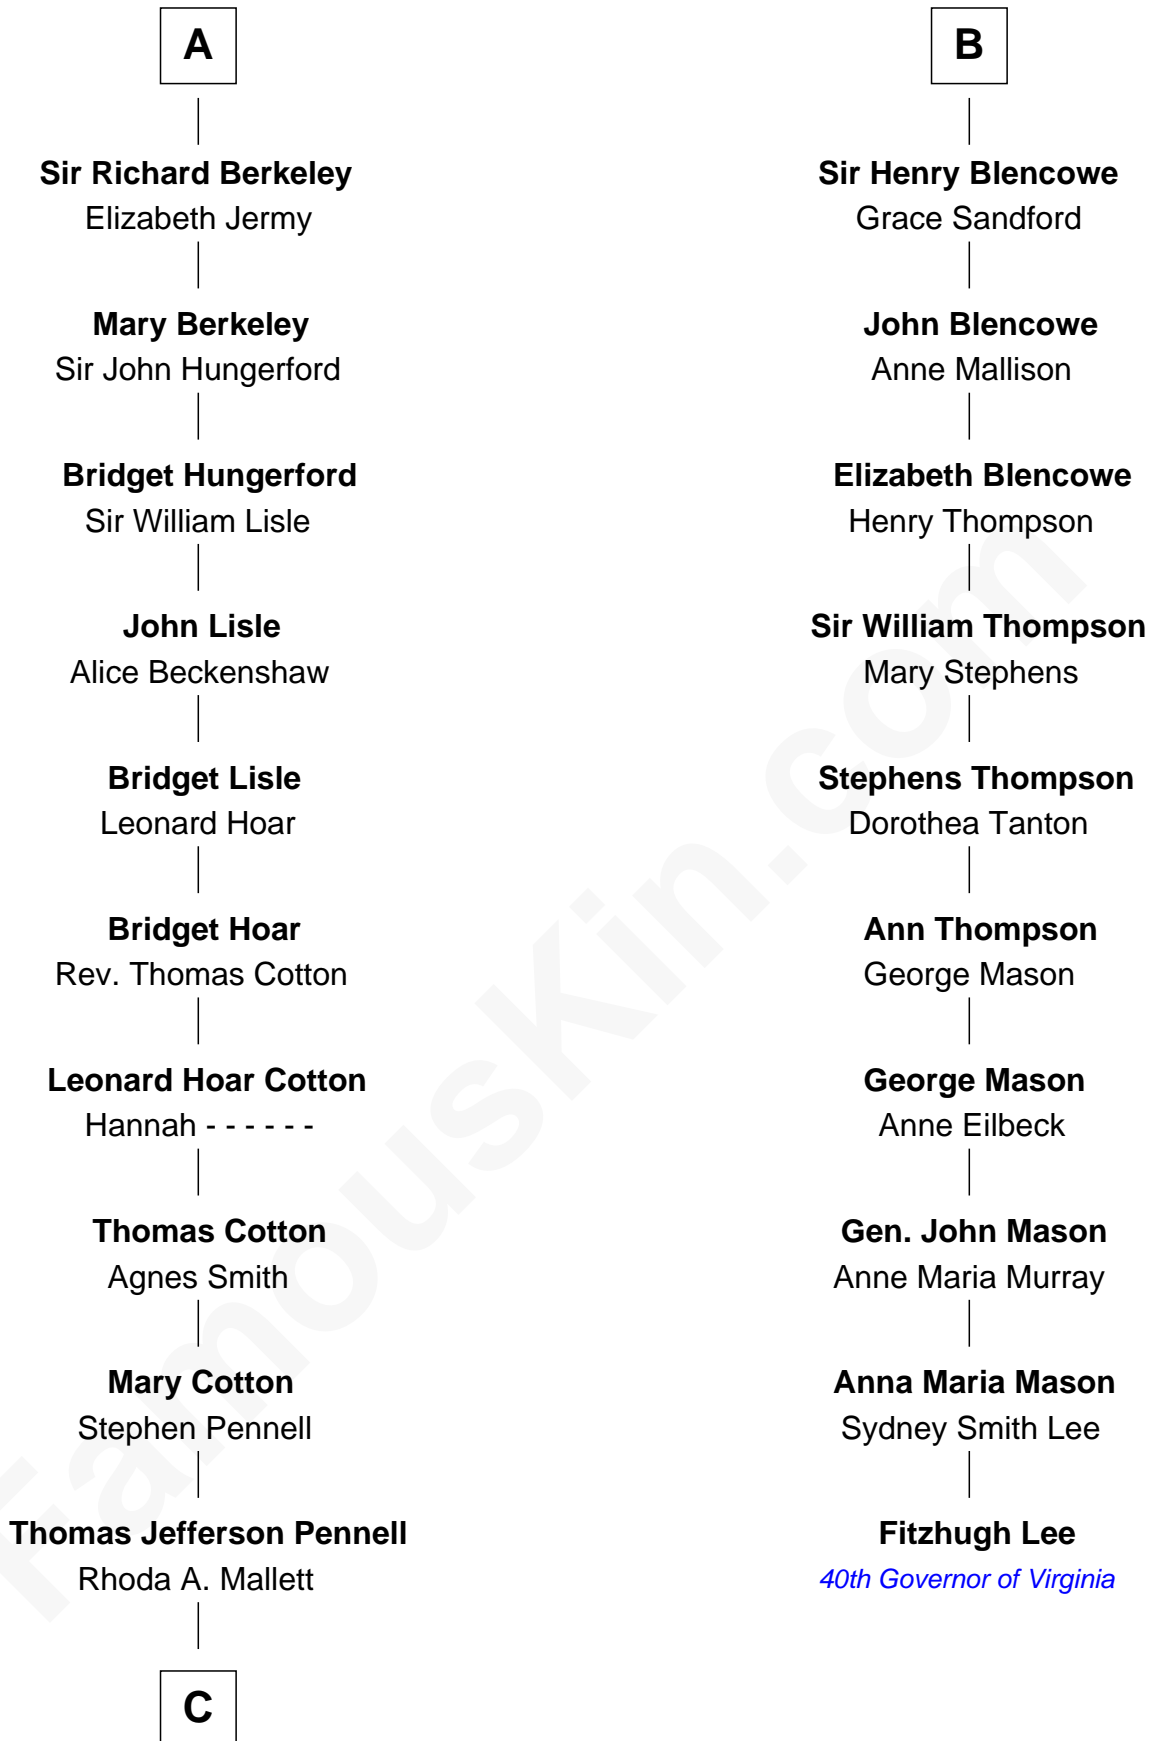 A
Sir Richard Berkeley
Elizabeth Jermy
Mary Berkeley
Sir John Hungerford
Bridget Hungerford
Sir William Lisle
John Lisle
Alice Beckenshaw
Bridget Lisle
Leonard Hoar
Bridget Hoar
Rev. Thomas Cotton
Leonard Hoar Cotton
Hannah - - - - - -
Thomas Cotton
Agnes Smith
Mary Cotton
Stephen Pennell
Thomas Jefferson Pennell
Rhoda A. Mallett
C
B
Sir Henry Blencowe
Grace Sandford
John Blencowe
Anne Mallison
Elizabeth Blencowe
Henry Thompson
Sir William Thompson
Mary Stephens
Stephens Thompson
Dorothea Tanton
Ann Thompson
George Mason
George Mason
Anne Eilbeck
Gen. John Mason
Anne Maria Murray
Anna Maria Mason
Sydney Smith Lee
Fitzhugh Lee
40th Governor of Virginia
FamousKin.com